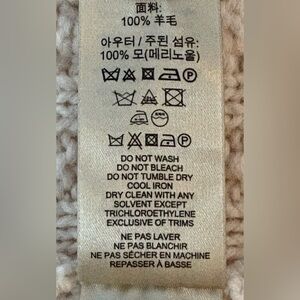 面料:
100% 羊毛
아우터 / 주된 섬유:
100% 모(메리노울)
DO NOT WASH
DO NOT BLEACH
DO NOT TUMBLE DRY
COOL IRON
DRY CLEAN WITH ANY
SOLVENT EXCEPT
TRICHLOROETHYLENE
EXCLUSIVE OF TRIMS
NE PAS LAVER
NE PAS BLANCHIR
NE PAS SÉCHER EN MACHINE
REPASSER À BASSE